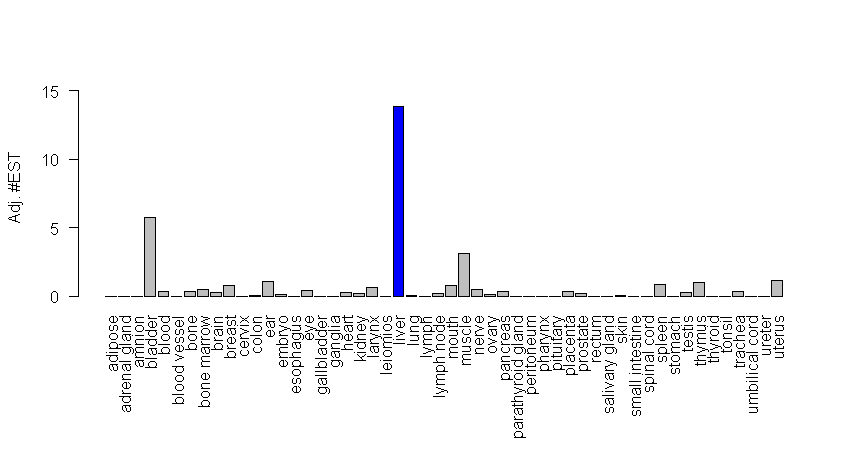 Adj. #EST
15
10
5
0
adipose
adrenal gland
amnion
bladder
blood
blood vessel
bone
bone marrow
brain
breast
cervix
colon
ear
embryo
esophagus
eye
gallbladder
ganglia
heart
kidney
larynx
leiomios
liver
lung
lymph
lymph node
mouth
muscle
nerve
ovary
pancreas
parathyroid gland
peritoneum
pharynx
pituitary
placenta
prostate
rectum
salivary gland
skin
small intestine
spinal cord
spleen
stomach
testis
thymus
thyroid
tonsil
trachea
umbilical cord
ureter
uterus